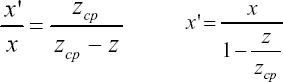 x'/x = z_cp/(z_cp − z)
x' = x/(1 − z/z_cp)